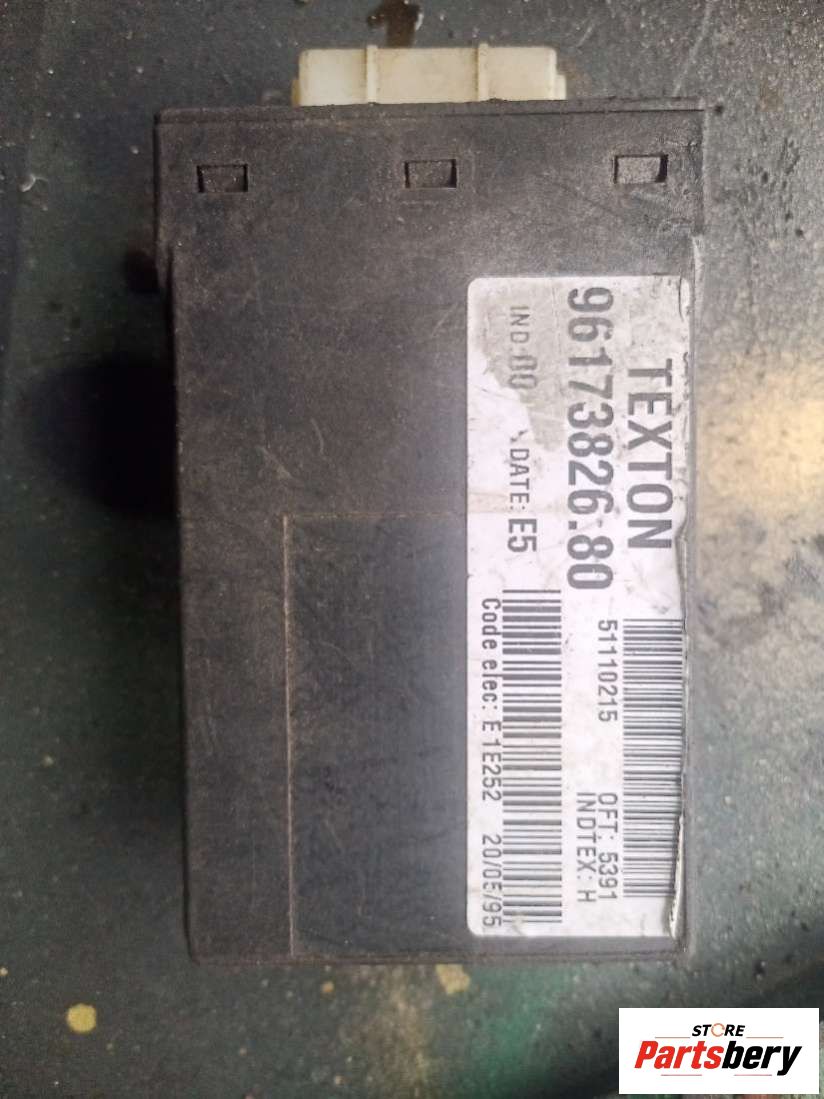 TEXTON
96173826.80
IND:00 DATE: E5
51110215 OFT: 5391
INDTEX: H
Code elec: E1E252 20/05/95
STORE
Partsbery